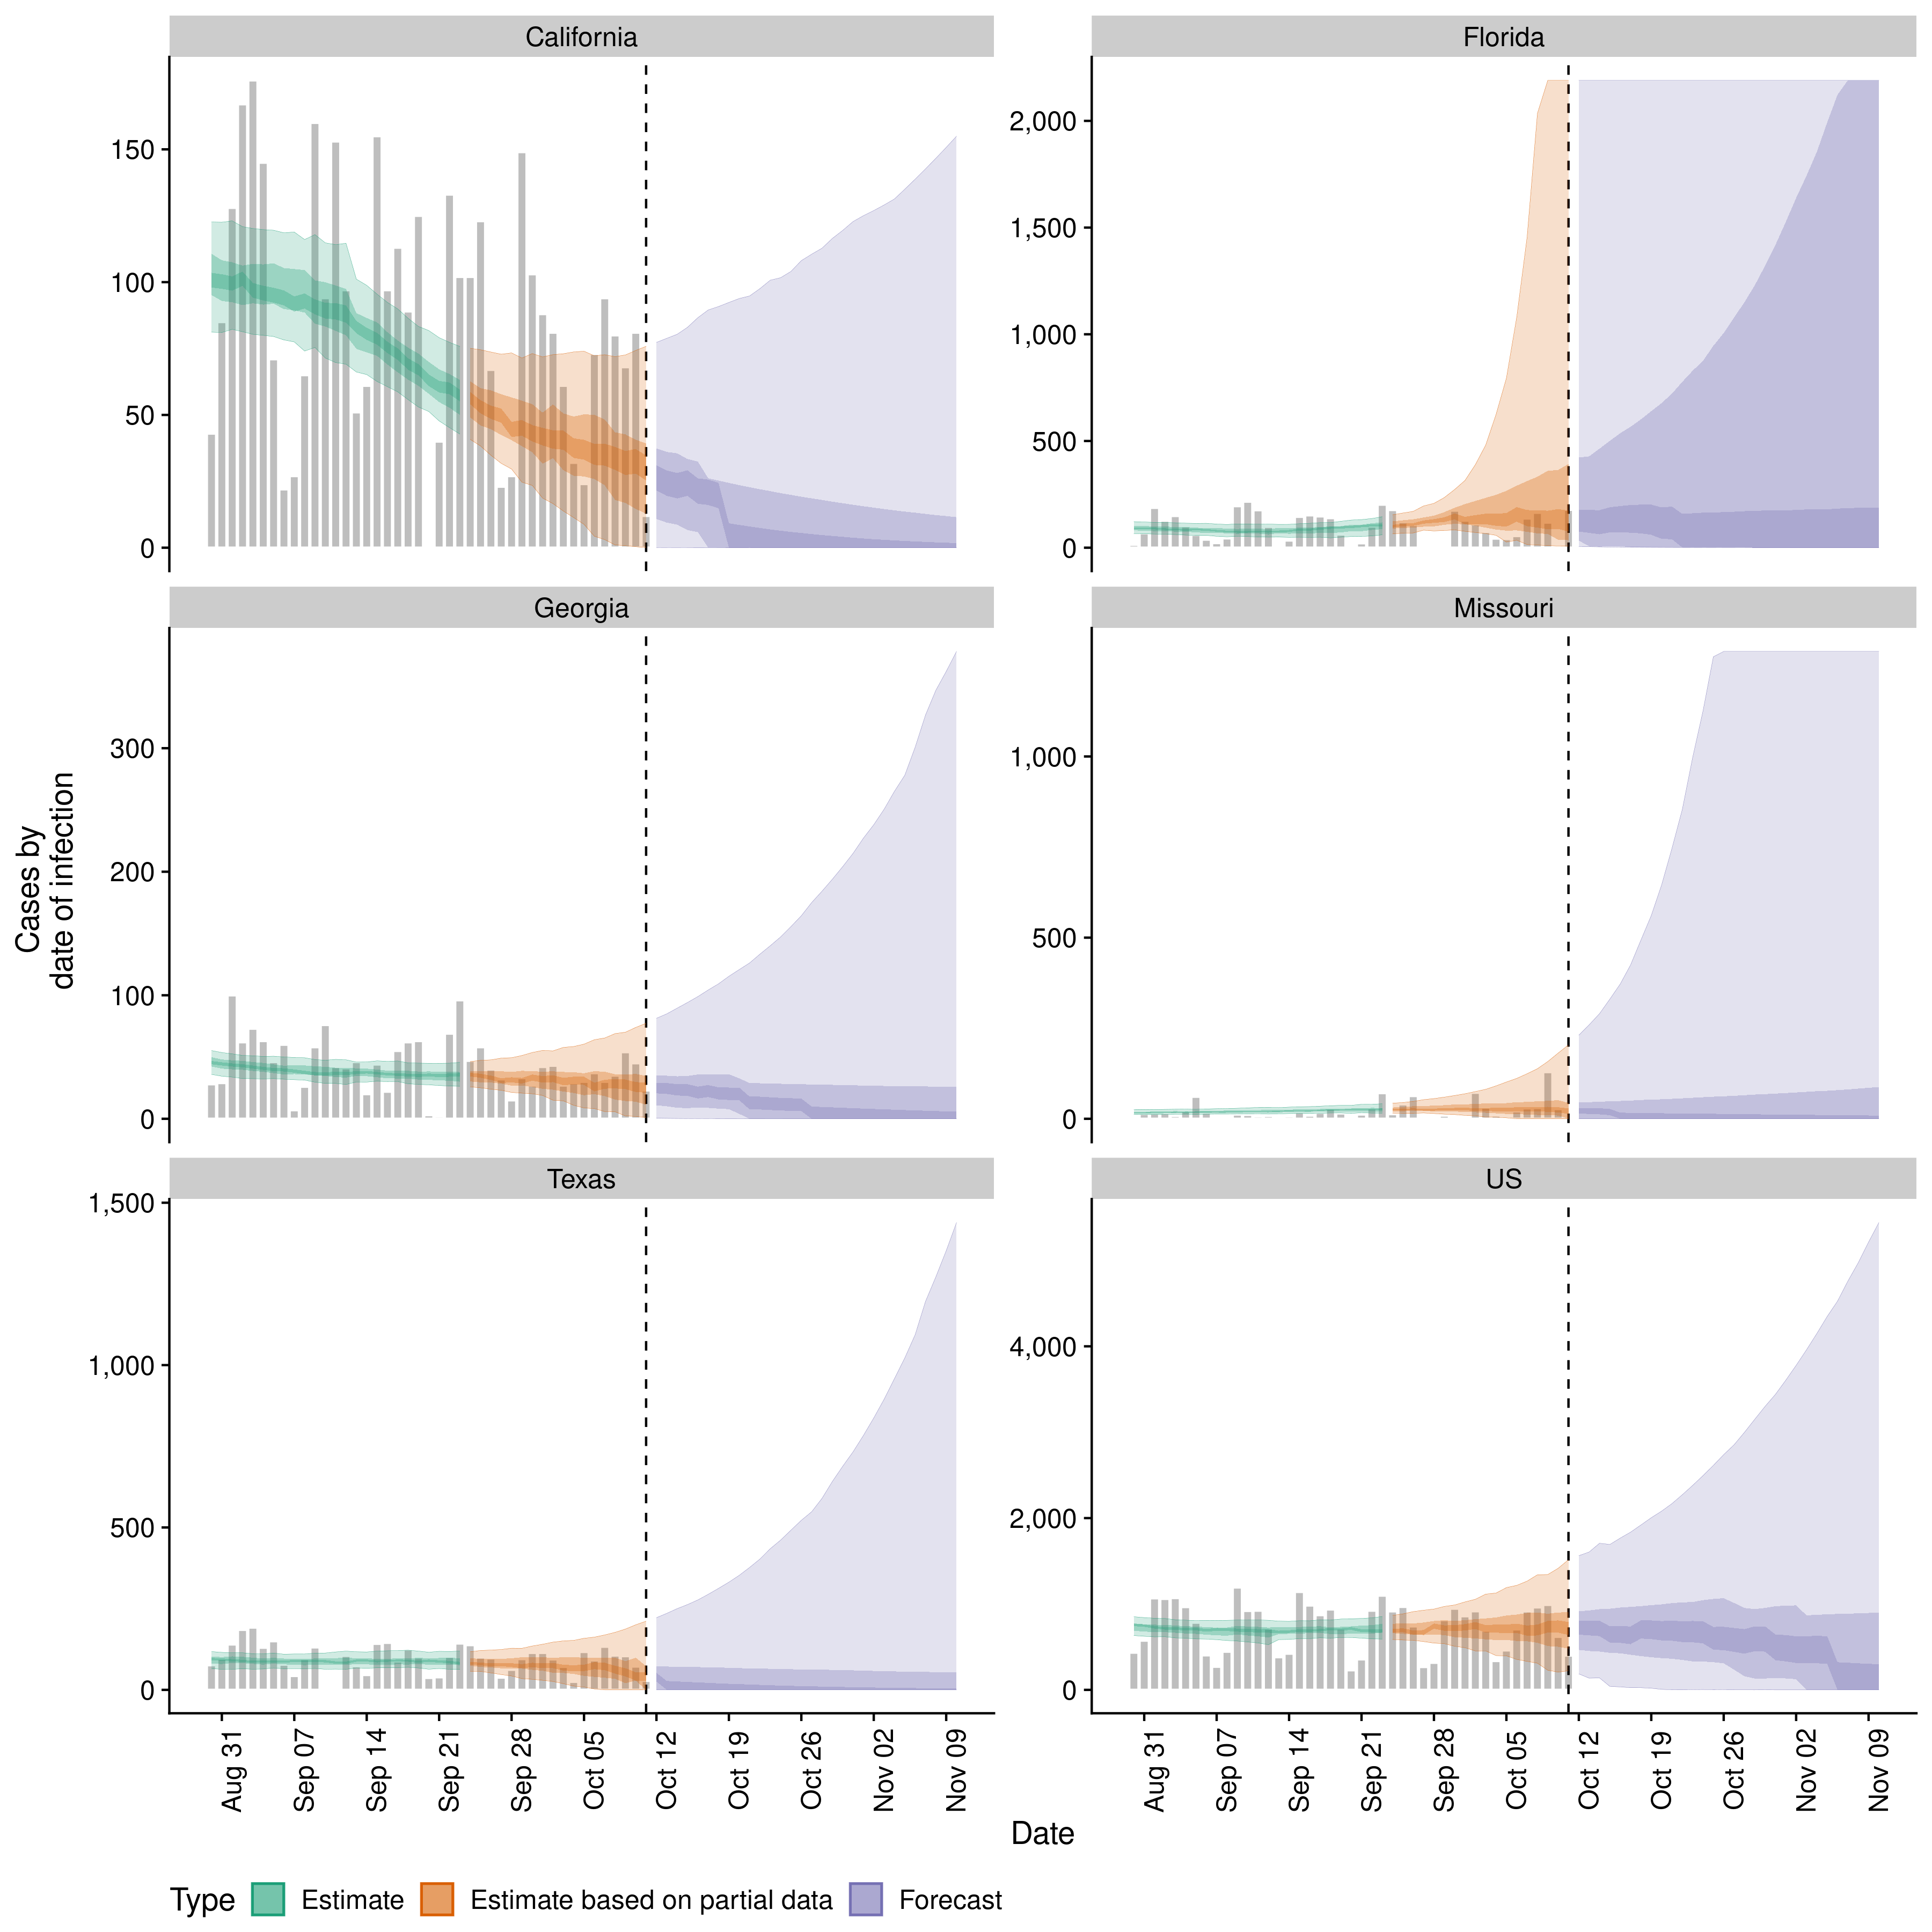 California
Florida
150
100
50
0
2,000
1,500
1,000
500
0
Georgia
Missouri
Cases by
date of infection
300
200
100
0
1,000
500
0
Texas
US
1,500
1,000
500
0
4,000
2,000
0
Aug 31
Sep 07
Sep 14
Sep 21
Sep 28
Oct 05
Oct 12
Oct 19
Oct 26
Nov 02
Nov 09
Aug 31
Sep 07
Sep 14
Sep 21
Sep 28
Oct 05
Oct 12
Oct 19
Oct 26
Nov 02
Nov 09
Date
Type Estimate Estimate based on partial data Forecast